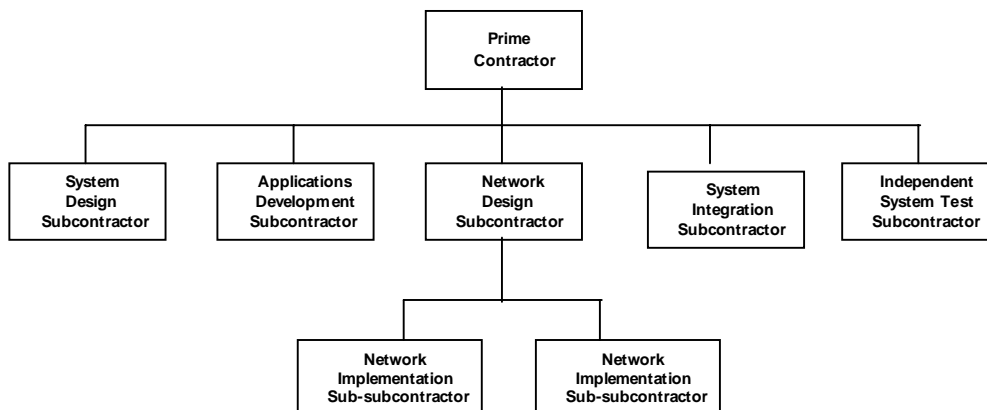 Prime
Contractor
System
Design
Subcontractor
Applications
Development
Subcontractor
Network
Design
Subcontractor
System
Integration
Subcontractor
Independent
System Test
Subcontractor
Network
Implementation
Sub-subcontractor
Network
Implementation
Sub-subcontractor